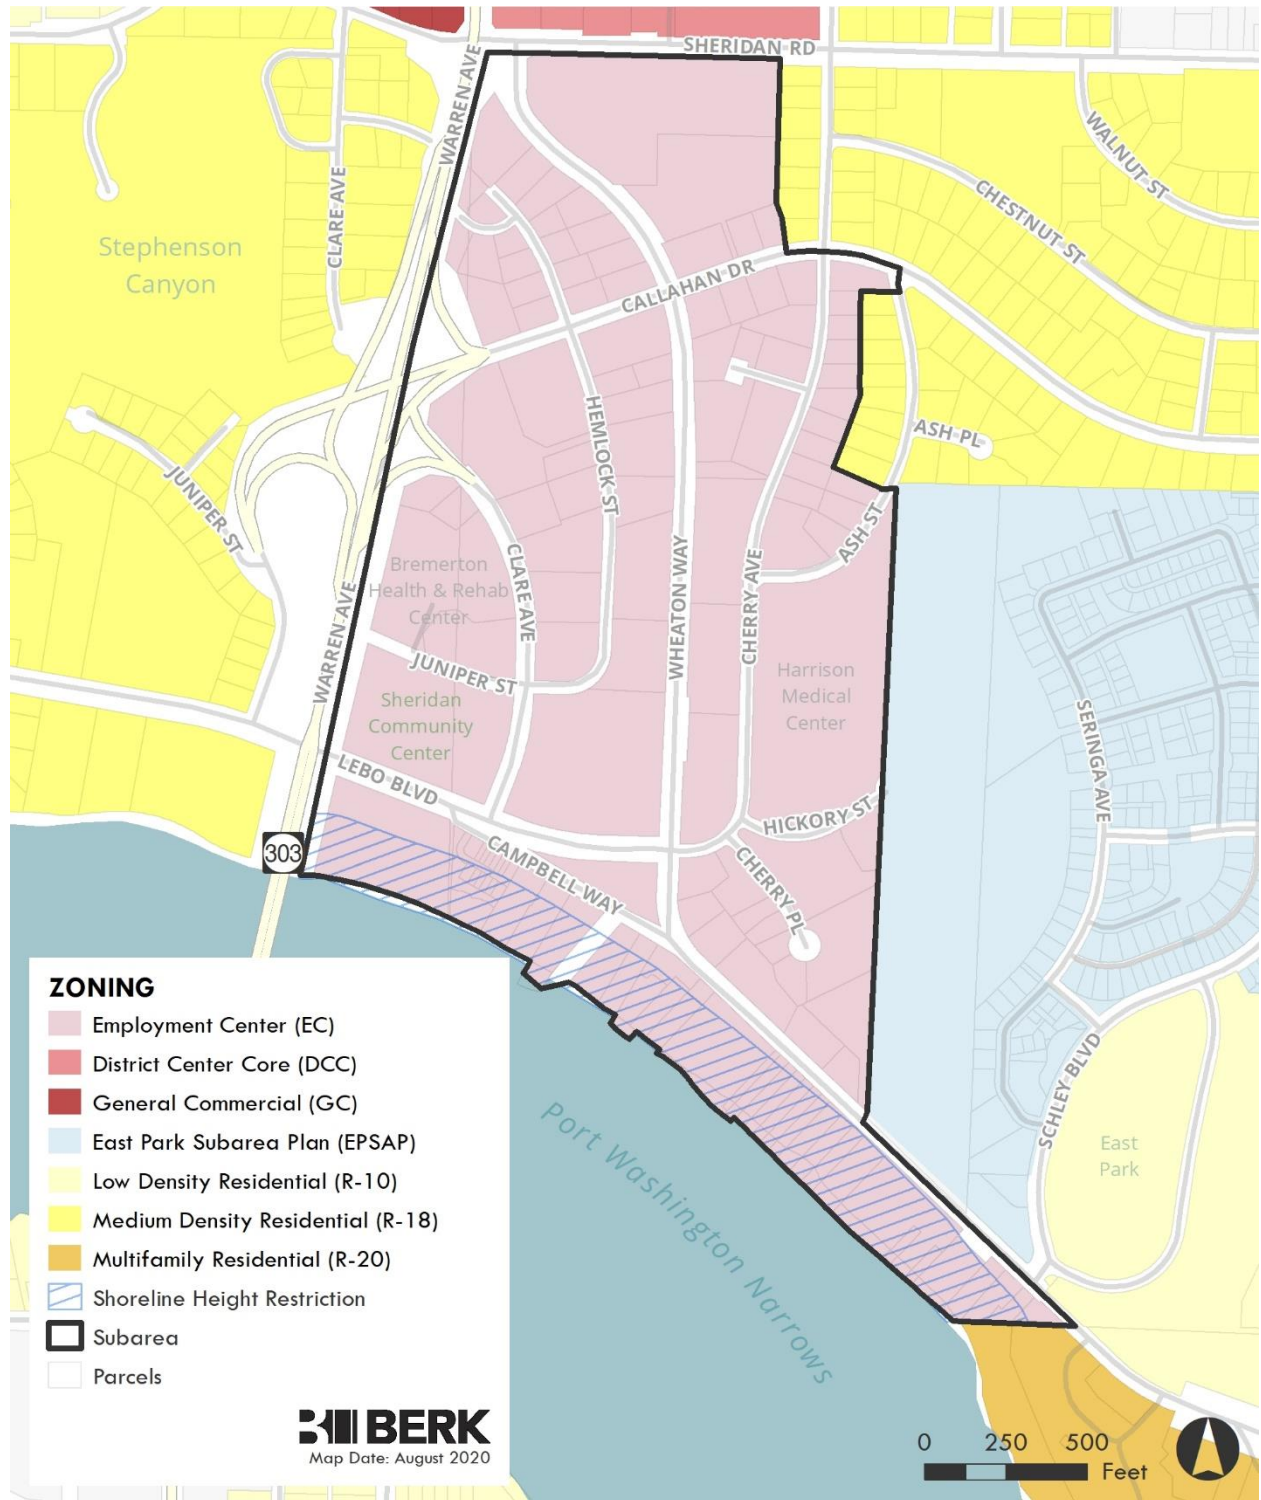 SHERIDAN RD
WARREN AVE
WALNUT ST
CLARE AVE
CHESTNUT ST
Stephenson
Canyon
CALLAHAN DR
HEMLOCK ST
ASH PL
JUNIPER ST
ASH ST
Bremerton
Health & Rehab
Center
CLARE AVE
WHEATON WAY
CHERRY AVE
WARREN AVE
JUNIPER ST
Harrison
Medical
Center
Sheridan
Community
Center
SERINGA AVE
LEBO BLVD
HICKORY ST
303
CAMPBELL WAY
CHERRY PL
SCHLEY BLVD
East
Park
Port Washington Narrows
ZONING
Employment Center (EC)
District Center Core (DCC)
General Commercial (GC)
East Park Subarea Plan (EPSAP)
Low Density Residential (R-10)
Medium Density Residential (R-18)
Multifamily Residential (R-20)
Shoreline Height Restriction
Subarea
Parcels
BERK
Map Date: August 2020
0 250 500
Feet